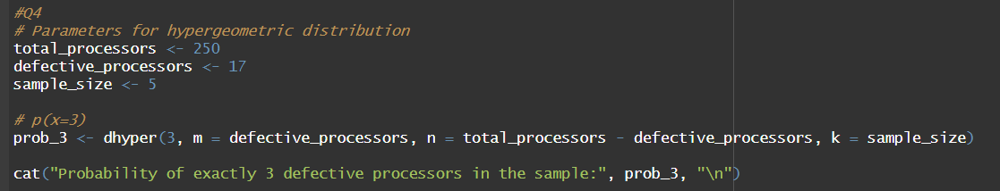 #Q4
# Parameters for hypergeometric distribution
total_processors <- 250
defective_processors <- 17
sample_size <- 5
# p(x=3)
prob_3 <- dhyper(3, m = defective_processors, n = total_processors - defective_processors, k = sample_size)
cat("Probability of exactly 3 defective processors in the sample:", prob_3, "\n")